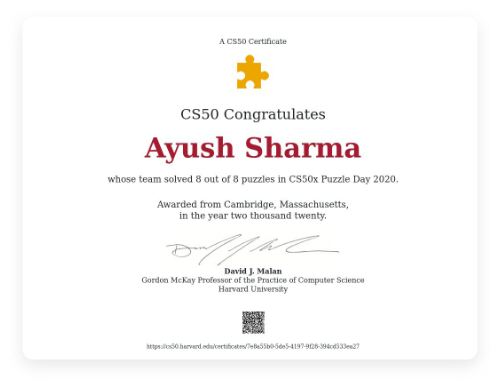 A CS50 Certificate
CS50 Congratulates
Ayush Sharma
whose team solved 8 out of 8 puzzles in CS50x Puzzle Day 2020.
Awarded from Cambridge, Massachusetts,
in the year two thousand twenty.
David J. Malan
Gordon McKay Professor of the Practice of Computer Science
Harvard University
https://cs50.harvard.edu/certificates/7e8a55b0-5de5-4197-9f28-394cd533ea27